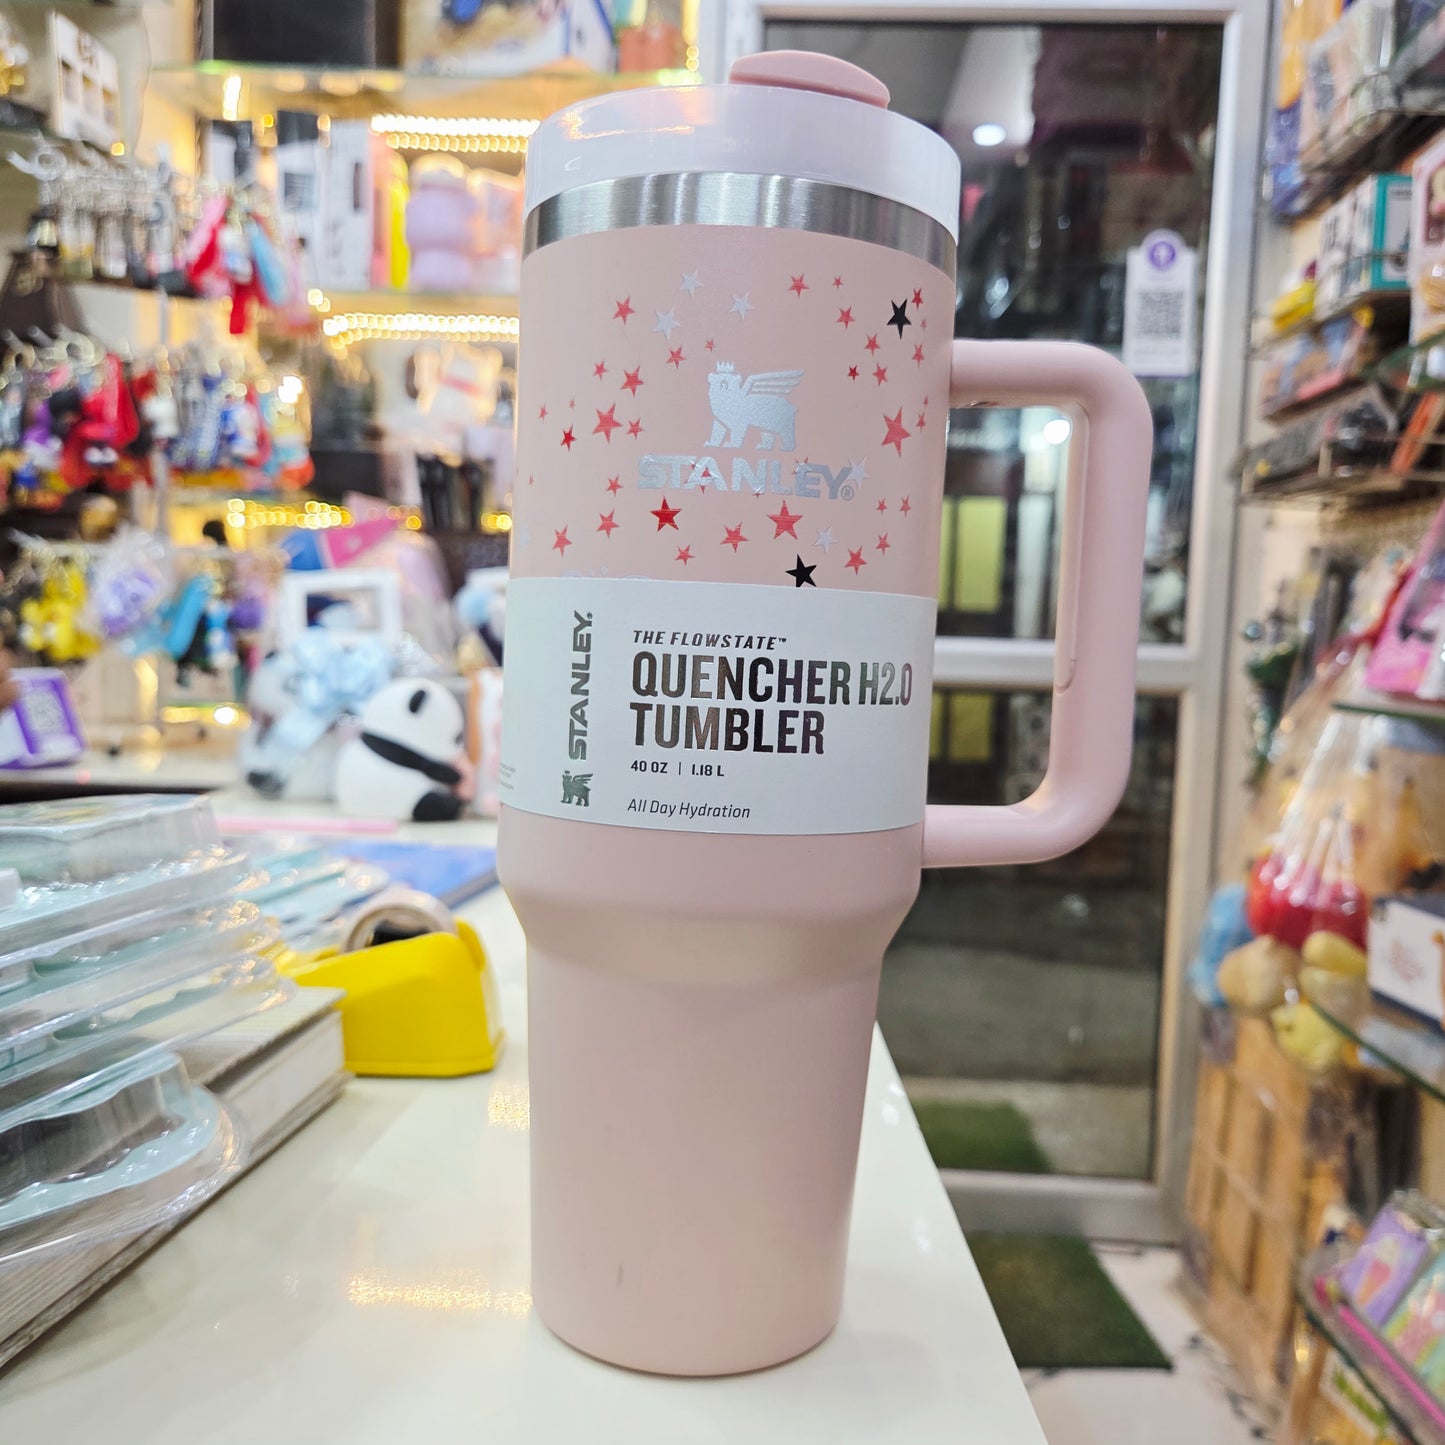 STANLEY®
STANLEY®
THE FLOWSTATE™
QUENCHER H2.0
TUMBLER
40 OZ | 1.18 L
All Day Hydration